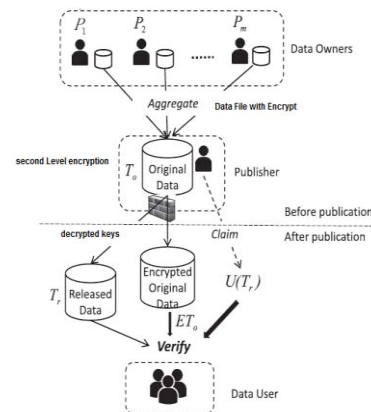 P1 P2 Pm
......
Data Owners
Aggregate
Data File with Encrypt
second Level encryption
To
Original
Data
Publisher
Before publication
decrypted keys
Claim
After publication
Encrypted
Original
Data
Tr
Released
Data
U(Tr)
ETo
Verify
Data User